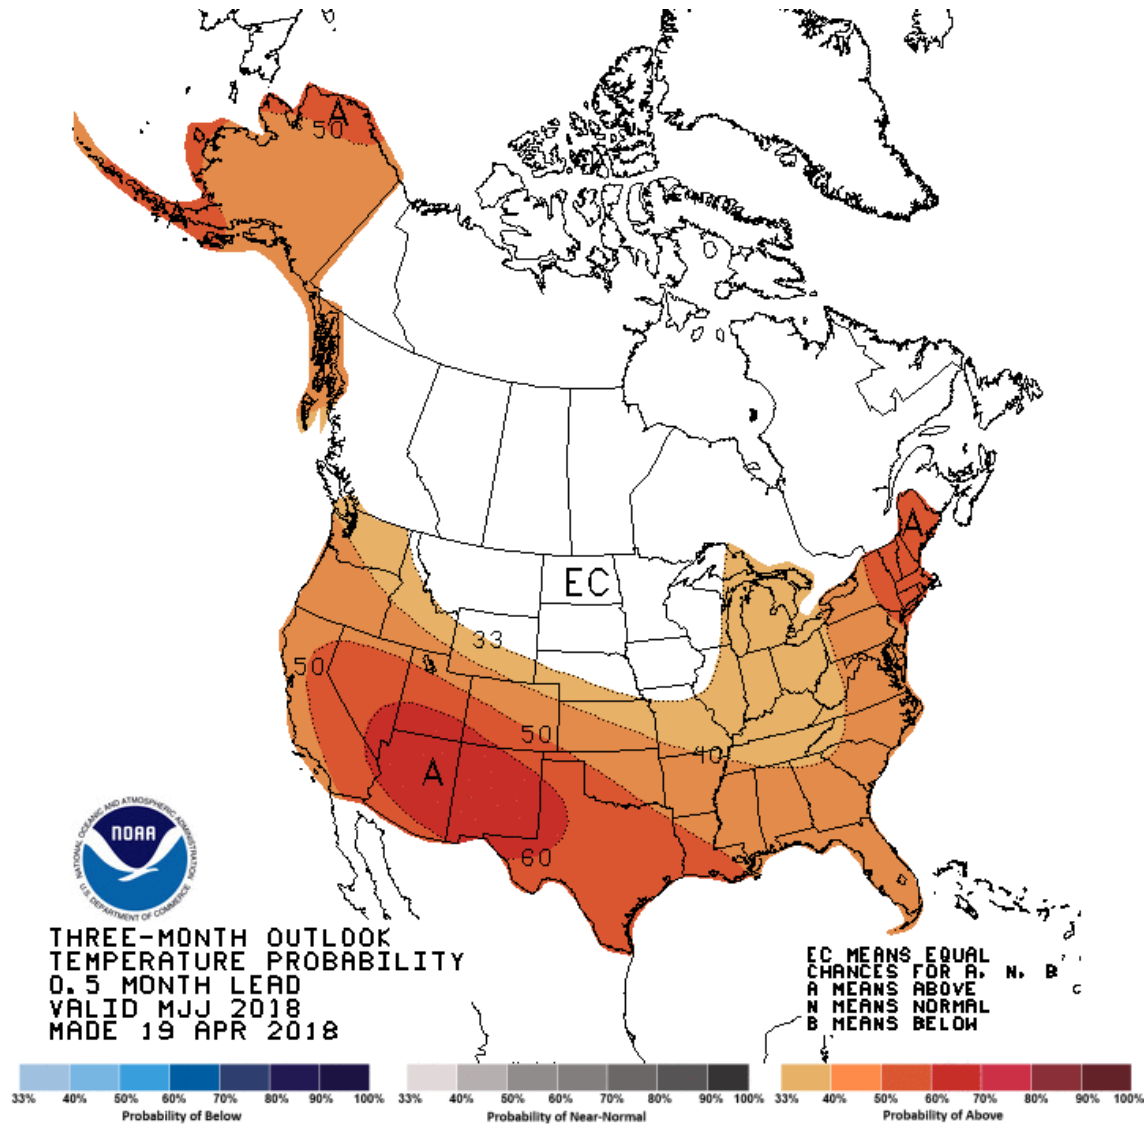 A
50
A
A
EC
33
50
50
40
A
60
NATIONAL OCEANIC AND ATMOSPHERIC ADMINISTRATION
NOAA
U.S. DEPARTMENT OF COMMERCE
THREE-MONTH OUTLOOK
TEMPERATURE PROBABILITY
0.5 MONTH LEAD
VALID MJJ 2018
MADE 19 APR 2018
EC MEANS EQUAL
CHANCES FOR A, N, B
A MEANS ABOVE
N MEANS NORMAL
B MEANS BELOW
33% 40% 50% 60% 70% 80% 90% 100%
Probability of Below
33% 40% 50% 60% 70% 80% 90% 100%
Probability of Near-Normal
33% 40% 50% 60% 70% 80% 90% 100%
Probability of Above